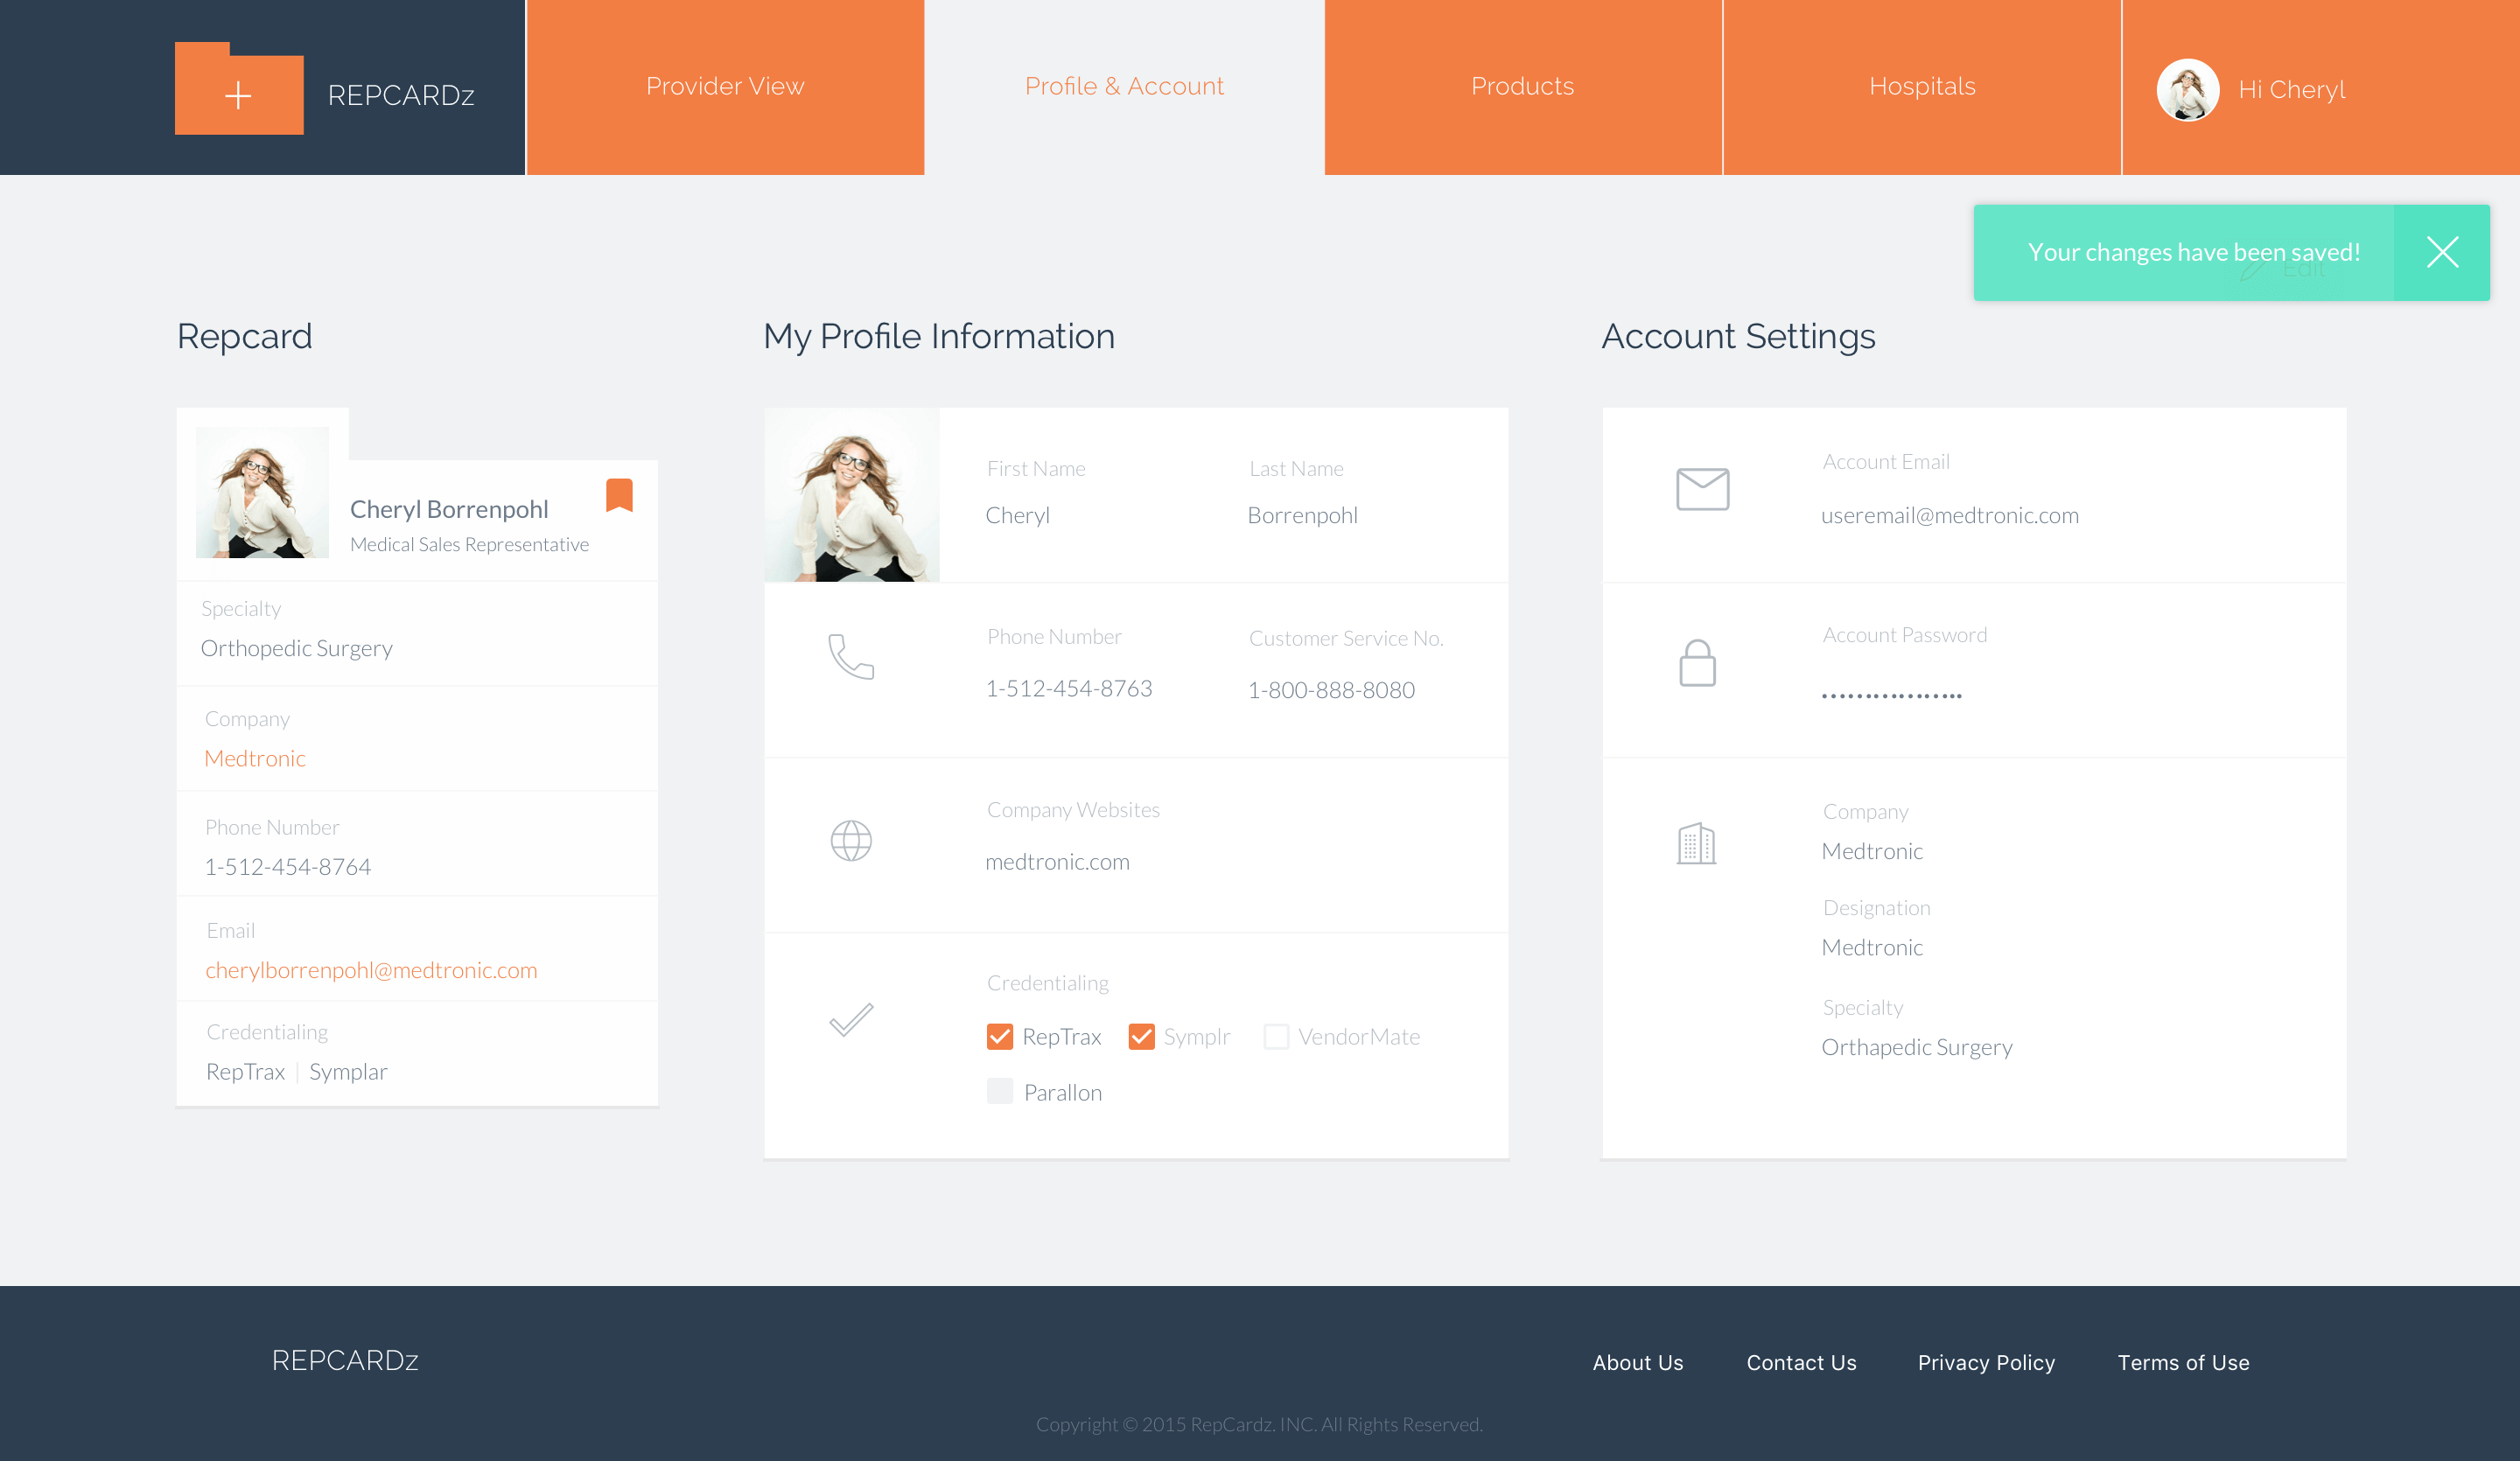 REPCARDz
Provider View
Profile & Account
Products
Hospitals
Hi Cheryl
Your changes have been saved!
Edit
Repcard
My Profile Information
Account Settings
Cheryl Borrenpohl
Medical Sales Representative
Specialty
Orthopedic Surgery
Company
Medtronic
Phone Number
1-512-454-8764
Email
cherylborrenpohl@medtronic.com
Credentialing
RepTrax | Symplar
First Name
Last Name
Cheryl
Borrenpohl
Phone Number
Customer Service No.
1-512-454-8763
1-800-888-8080
Company Websites
medtronic.com
Credentialing
RepTrax
Symplr
VendorMate
Parallon
Account Email
useremail@medtronic.com
Account Password
................
Company
Medtronic
Designation
Medtronic
Specialty
Orthapedic Surgery
REPCARDz
About Us
Contact Us
Privacy Policy
Terms of Use
Copyright © 2015 RepCardz. INC. All Rights Reserved.